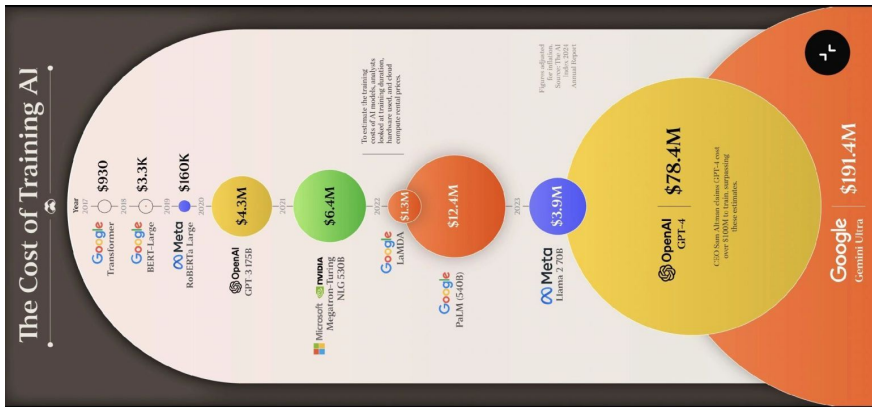 The Cost of Training AI
Year
2017
Google
Transformer
$930
2018
Google
BERT-Large
$3.3K
2019
Meta
RoBERTa Large
$160K
2020
OpenAI
GPT-3 175B
$4.3M
2021
Microsoft NVIDIA
Megatron-Turing
NLG 530B
$6.4M
To estimate the training
costs of AI models, analysts
looked at training duration,
hardware used, and cloud
compute rental prices.
2022
Google
LaMDA
$1.3M
Google
PaLM (540B)
$12.4M
2023
Meta
Llama 2 70B
$3.9M
OpenAI
GPT-4
$78.4M
CEO Sam Altman claims GPT-4 cost
over $100M to train, surpassing
these estimates.
Google
Gemini Ultra
$191.4M
Figures adjusted
for inflation.
Source: The AI
Index 2024
Annual Report